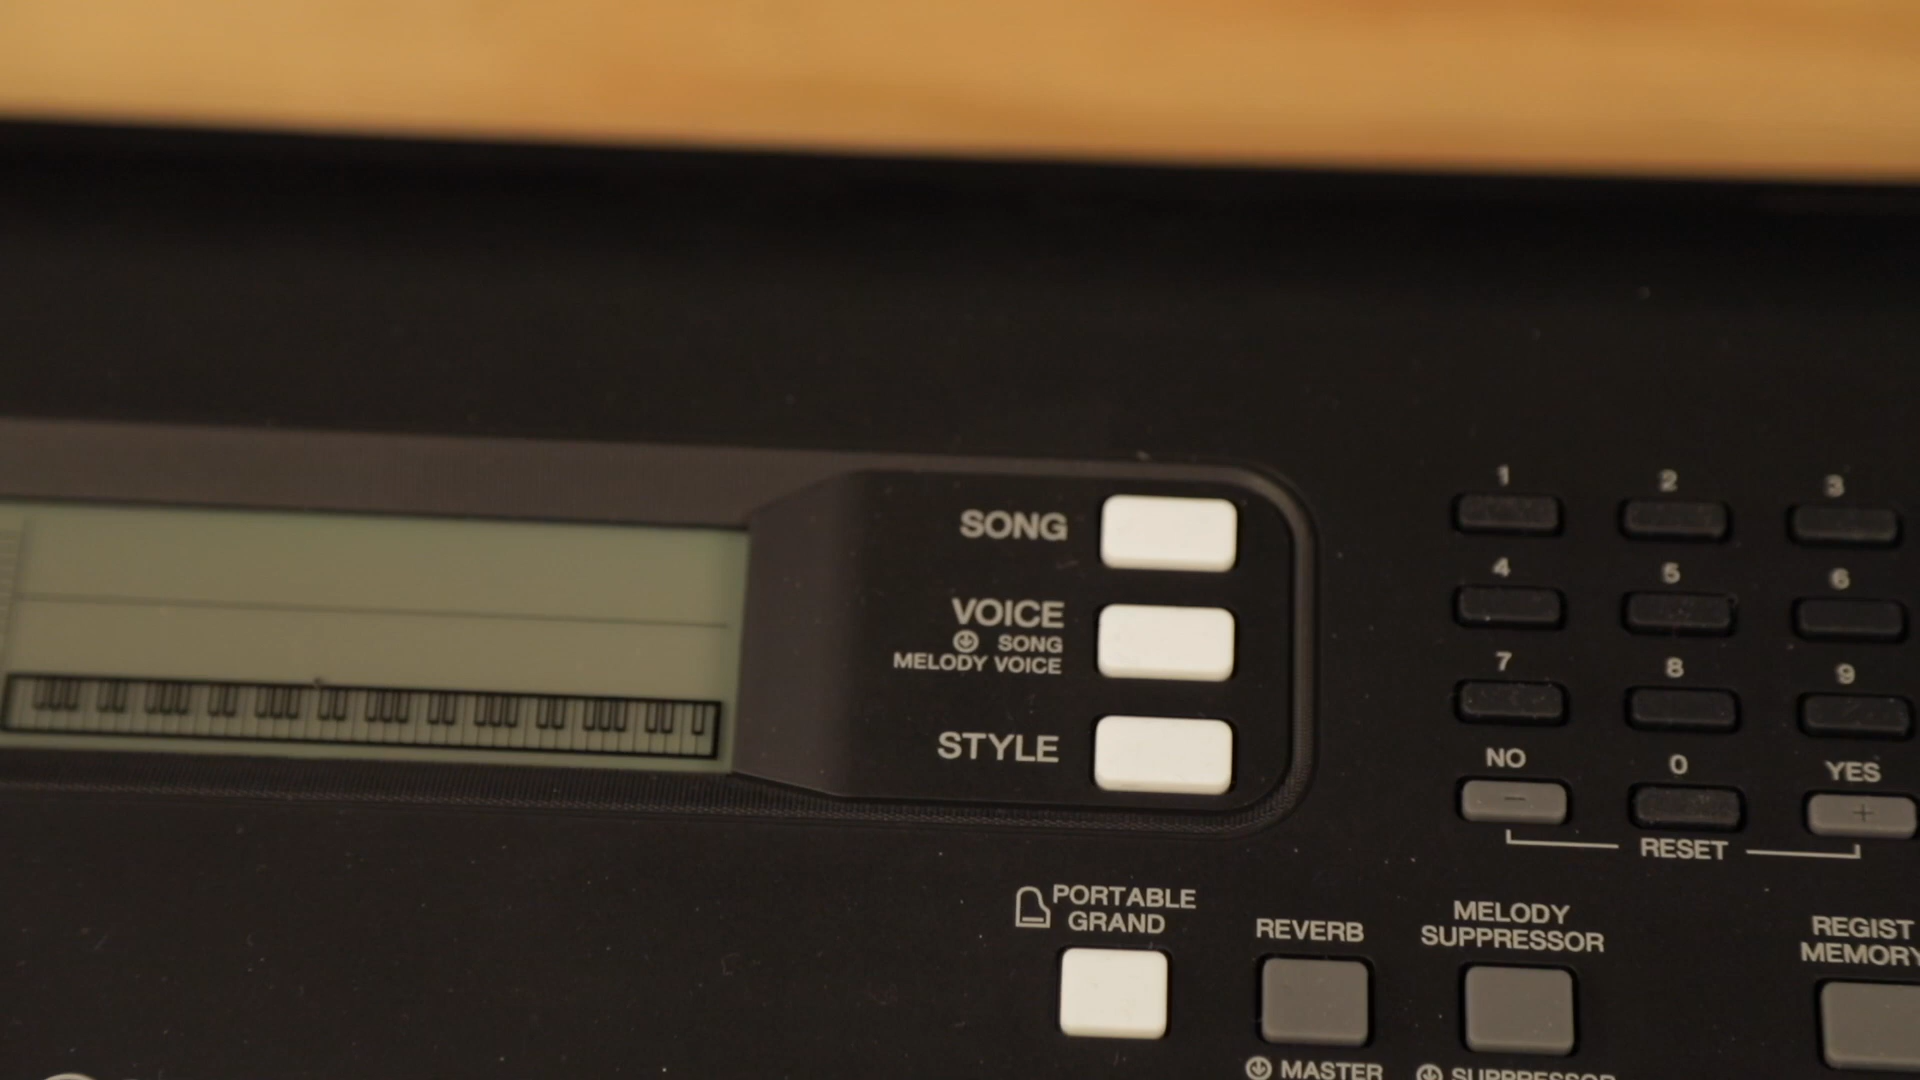 SONG
VOICE
SONG
MELODY VOICE
STYLE
1 2 3
4 5 6
7 8 9
NO 0 YES
- +
RESET
PORTABLE
GRAND
REVERB
MELODY
SUPPRESSOR
REGIST
MEMORY
MASTER
SUPPRESSOR